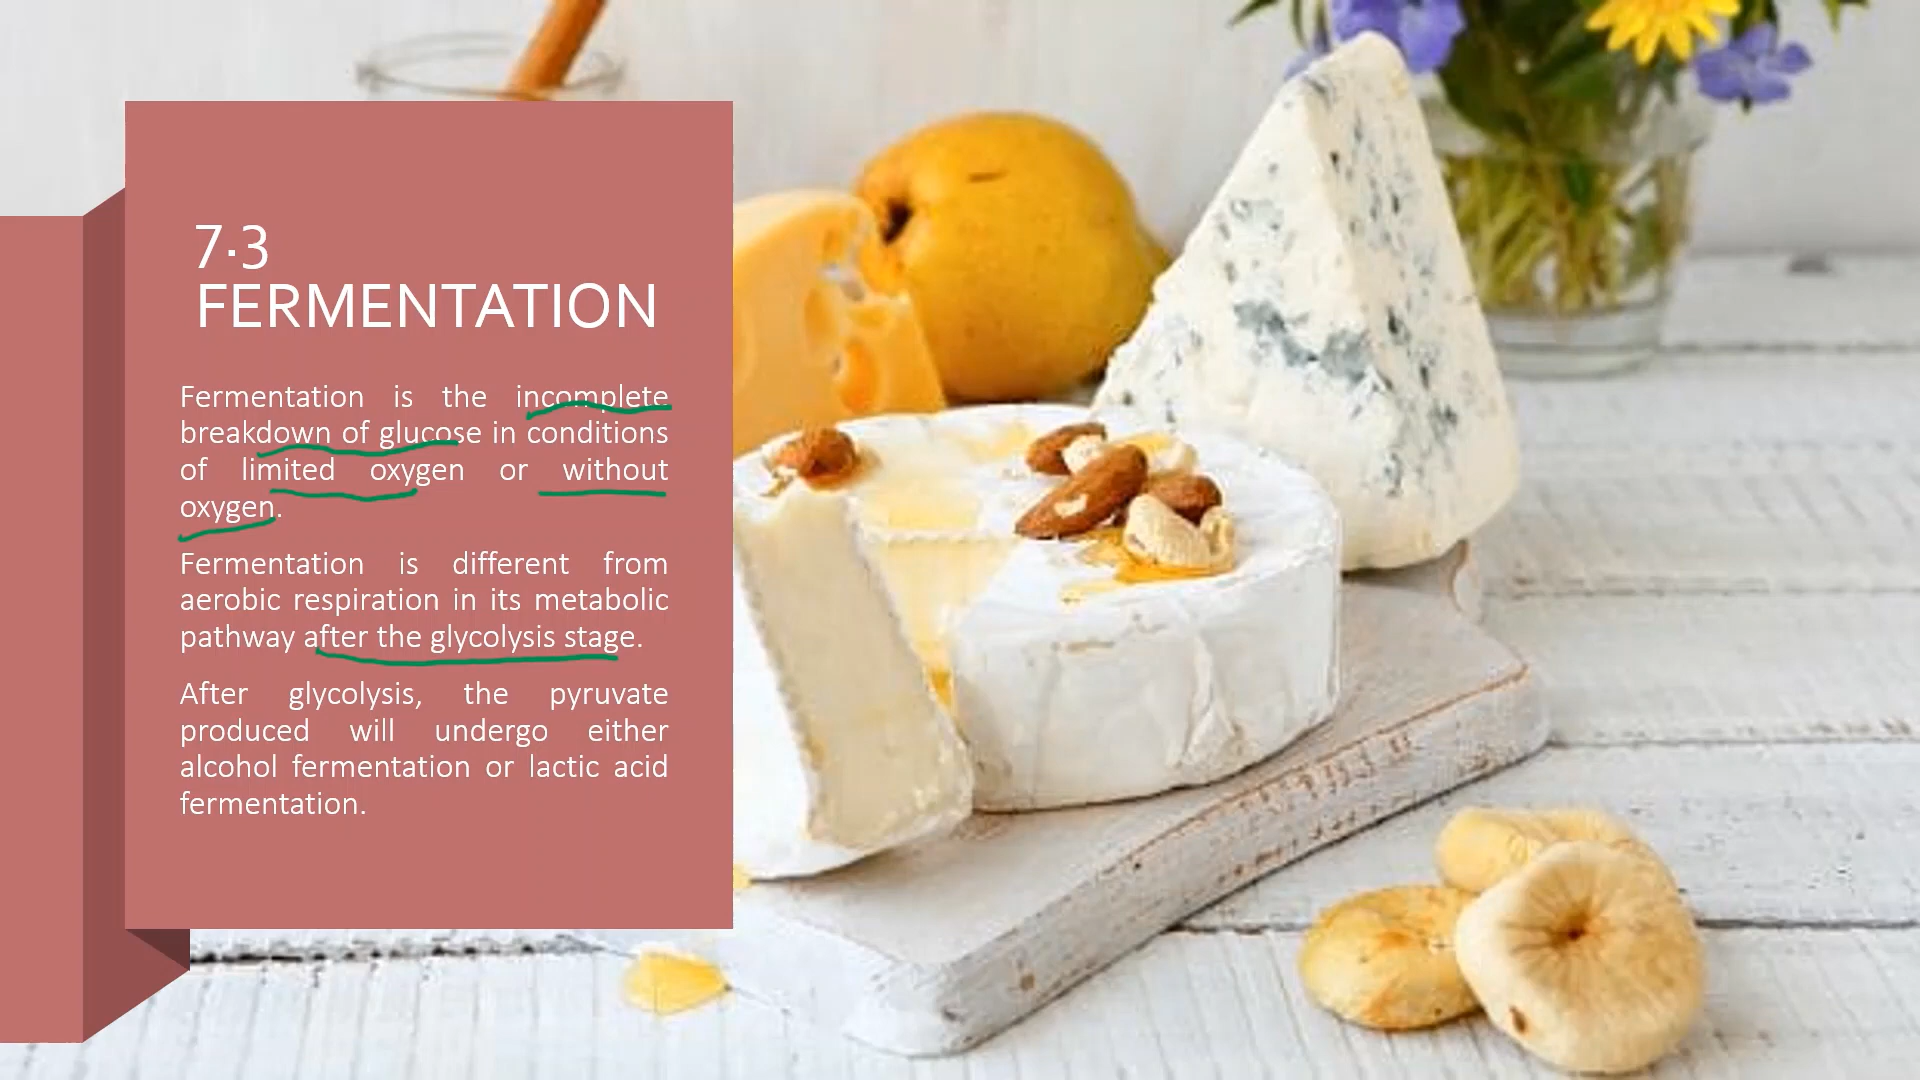 7.3
FERMENTATION
Fermentation is the incomplete
breakdown of glucose in conditions
of limited oxygen or without
oxygen.
Fermentation is different from
aerobic respiration in its metabolic
pathway after the glycolysis stage.
After glycolysis, the pyruvate
produced will undergo either
alcohol fermentation or lactic acid
fermentation.